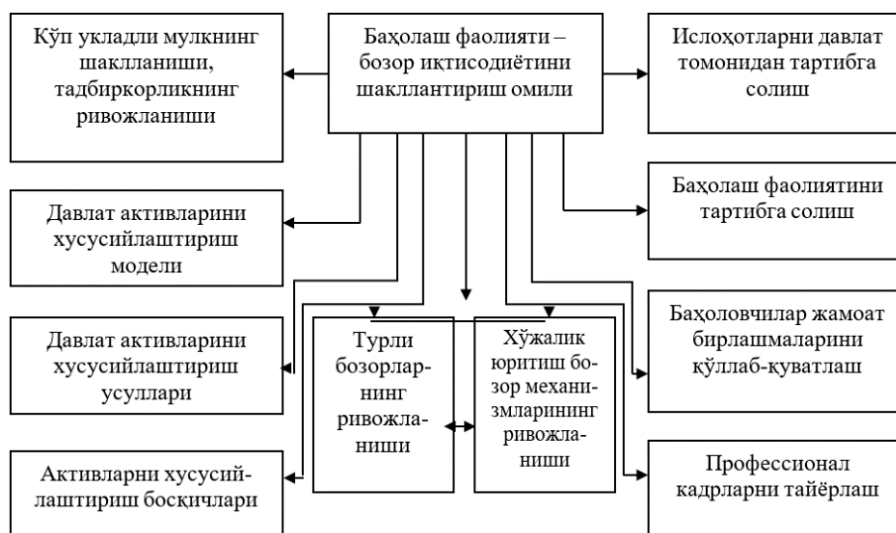 Кўп укладли мулкнинг
шаклланиши,
тадбиркорликнинг
ривожланиши
Баҳолаш фаолияти –
бозор иқтисодиётини
шакллантириш омили
Ислоҳотларни давлат
томонидан тартибга
солиш
Давлат активларини
хусусийлаштириш
модели
Баҳолаш фаолиятини
тартибга солиш
Давлат активларини
хусусийлаштириш
усуллари
Турли
бозорлар-
нинг
ривожла-
ниши
Хўжалик
юритиш бо-
зор механи-
змларининг
ривожла-
ниши
Баҳоловчилар жамоат
бирлашмаларини
қўллаб-қуватлаш
Активларни хусусий-
лаштириш босқичлари
Профессионал
кадрларни тайёрлаш